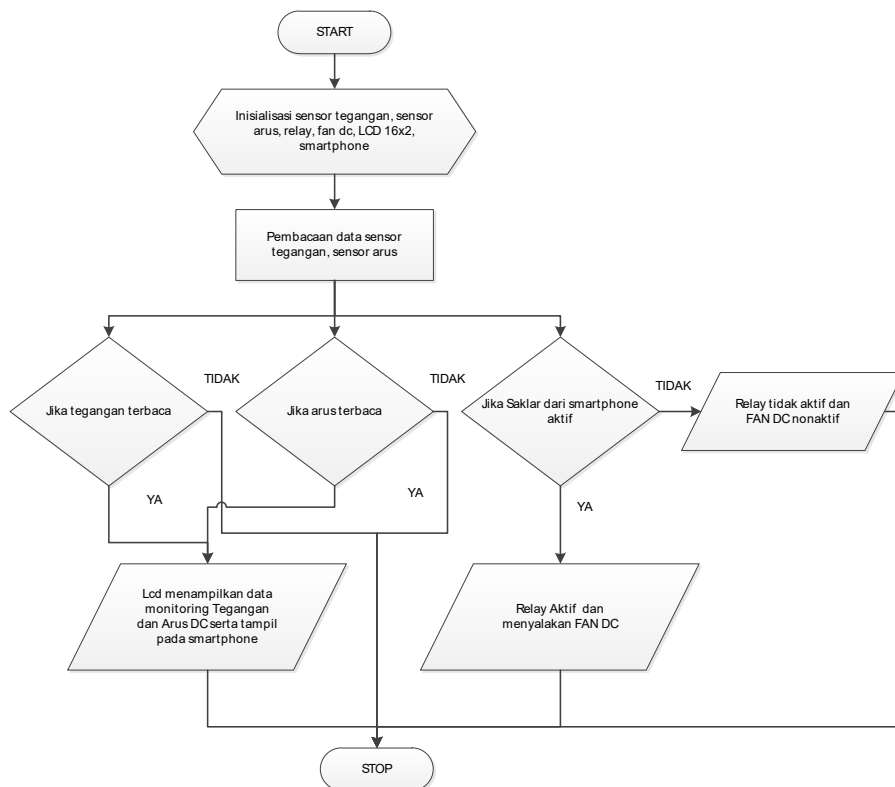 START
Inisialisasi sensor tegangan, sensor
arus, relay, fan dc, LCD 16x2,
smartphone
Pembacaan data sensor
tegangan, sensor arus
Jika tegangan terbaca
TIDAK
YA
Jika arus terbaca
TIDAK
YA
Jika Saklar dari smartphone
aktif
TIDAK
YA
Relay tidak aktif dan
FAN DC nonaktif
Lcd menampilkan data
monitoring Tegangan
dan Arus DC serta tampil
pada smartphone
Relay Aktif dan
menyalakan FAN DC
STOP